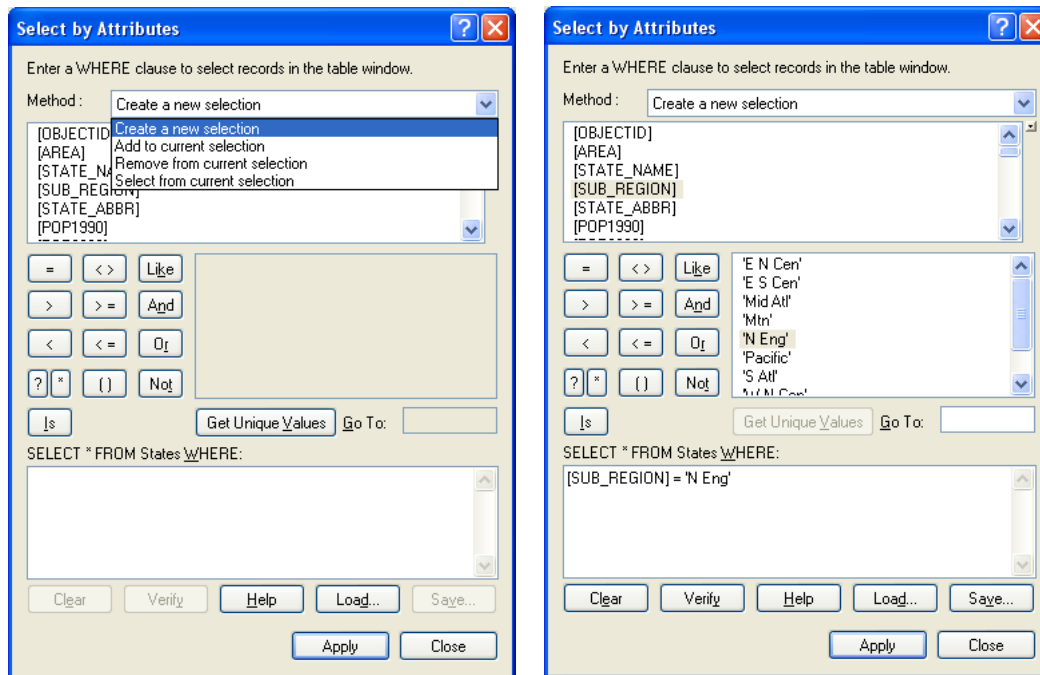 Select by Attributes
Enter a WHERE clause to select records in the table window.
Method : Create a new selection
Create a new selection
Add to current selection
Remove from current selection
Select from current selection
[OBJECTID
[AREA]
[STATE_NA
[SUB_REGION]
[STATE_ABBR]
[POP1990]
= < > Like
> > = And
< < = Or
? * ( ) Not
Is Get Unique Values Go To:
SELECT * FROM States WHERE:
Clear Verify Help Load... Save...
Apply Close
Select by Attributes
Enter a WHERE clause to select records in the table window.
Method : Create a new selection
[OBJECTID]
[AREA]
[STATE_NAME]
[SUB_REGION]
[STATE_ABBR]
[POP1990]
= < > Like
> > = And
< < = Or
? * ( ) Not
'E N Cen'
'E S Cen'
'Mid Atl'
'Mtn'
'N Eng'
'Pacific'
'S Atl'
'W N Cen'
Is Get Unique Values Go To:
SELECT * FROM States WHERE:
[SUB_REGION] = 'N Eng'
Clear Verify Help Load... Save...
Apply Close